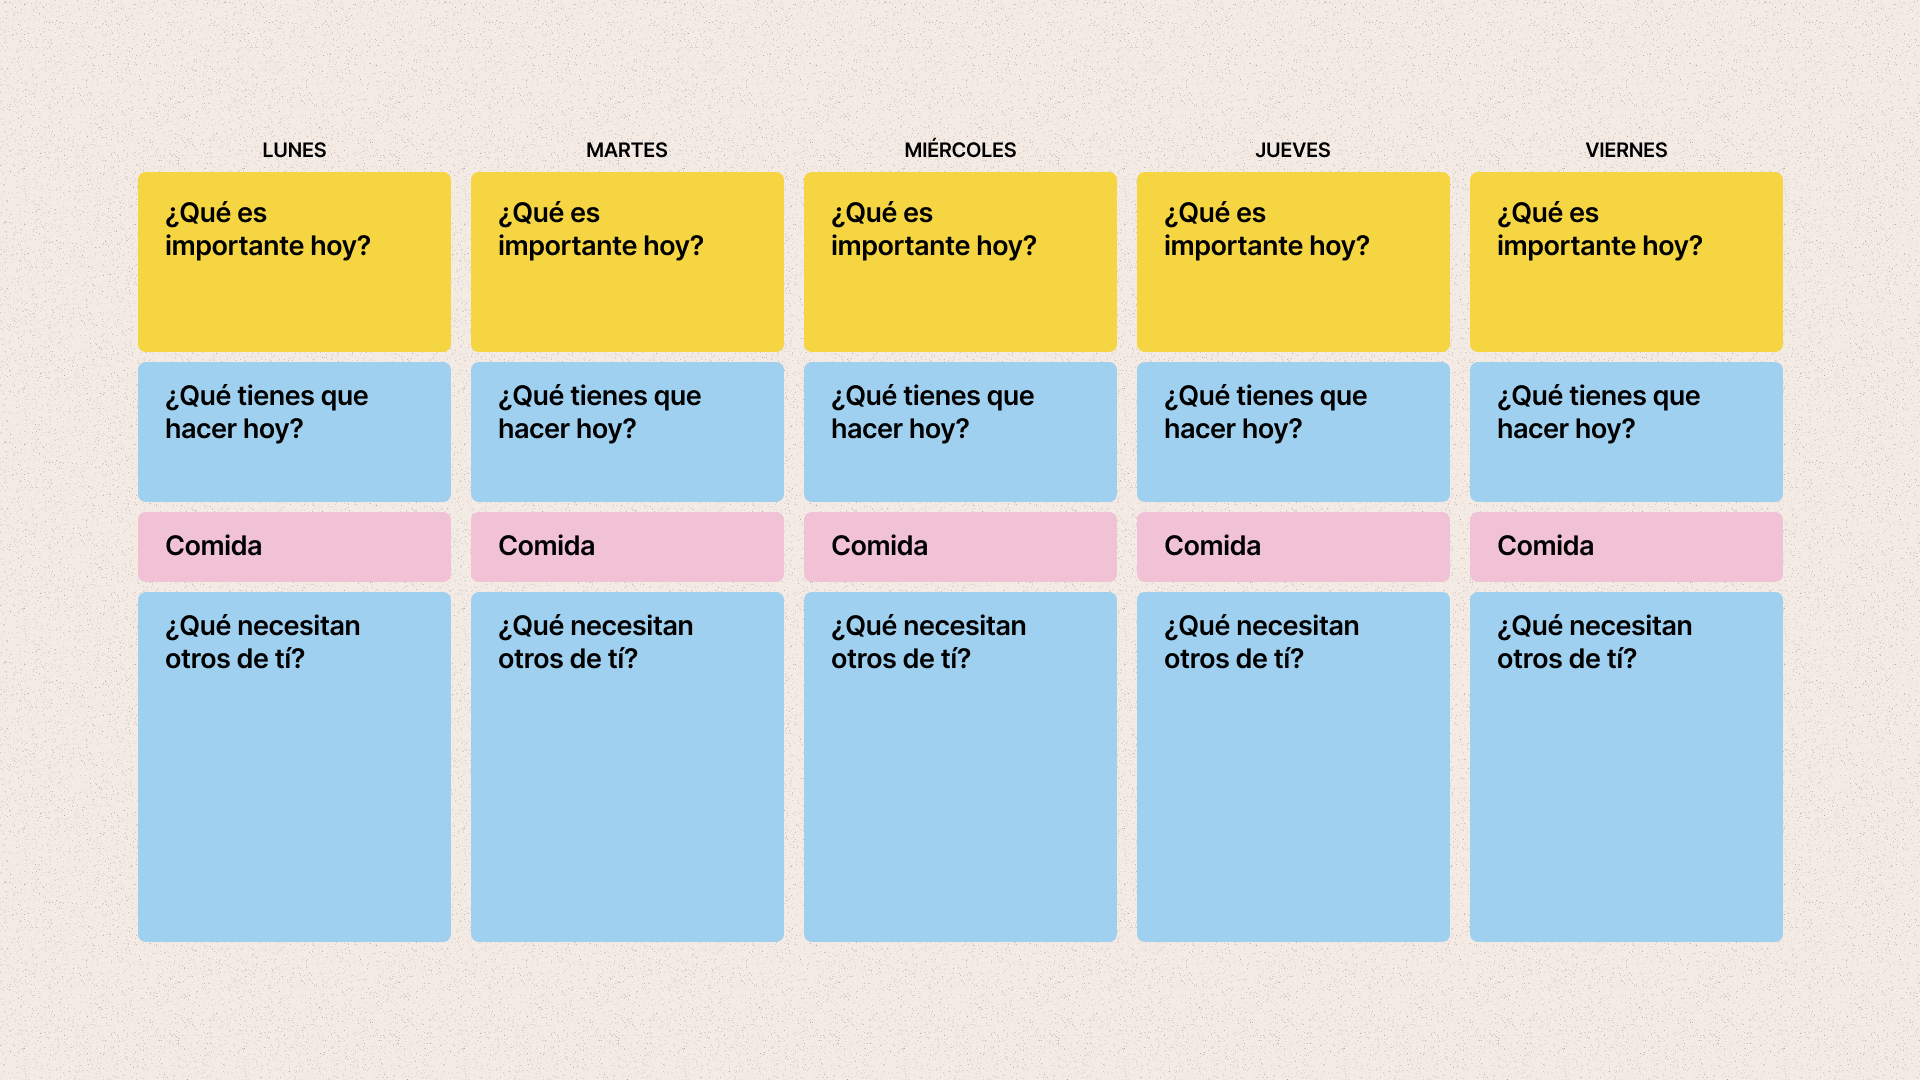 LUNES
¿Qué es
importante hoy?
¿Qué tienes que
hacer hoy?
Comida
¿Qué necesitan
otros de tí?
MARTES
¿Qué es
importante hoy?
¿Qué tienes que
hacer hoy?
Comida
¿Qué necesitan
otros de tí?
MIÉRCOLES
¿Qué es
importante hoy?
¿Qué tienes que
hacer hoy?
Comida
¿Qué necesitan
otros de tí?
JUEVES
¿Qué es
importante hoy?
¿Qué tienes que
hacer hoy?
Comida
¿Qué necesitan
otros de tí?
VIERNES
¿Qué es
importante hoy?
¿Qué tienes que
hacer hoy?
Comida
¿Qué necesitan
otros de tí?